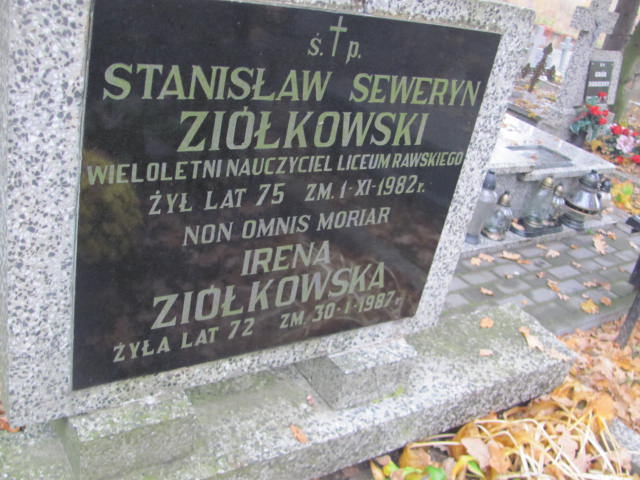 ś. † p.
STANISŁAW SEWERYN
ZIÓŁKOWSKI
WIELOLETNI NAUCZYCIEL LICEUM RAWSKIEGO
ŻYŁ LAT 75 ZM. 1-XI-1982 r.
NON OMNIS MORIAR
IRENA
ZIÓŁKOWSKA
ŻYŁA LAT 72 ZM. 30-1-1987 r.